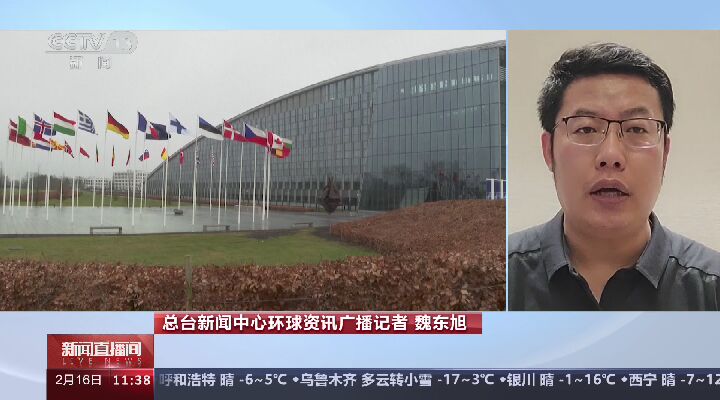 CCTV 13
新闻
总台新闻中心环球资讯广播记者 魏东旭
新闻直播间
LIVE NEWS
2月16日 11:38
呼和浩特 晴 -6~5℃ •乌鲁木齐 多云转小雪 -17~3℃ •银川 晴 -1~16℃ •西宁 晴 -7~12